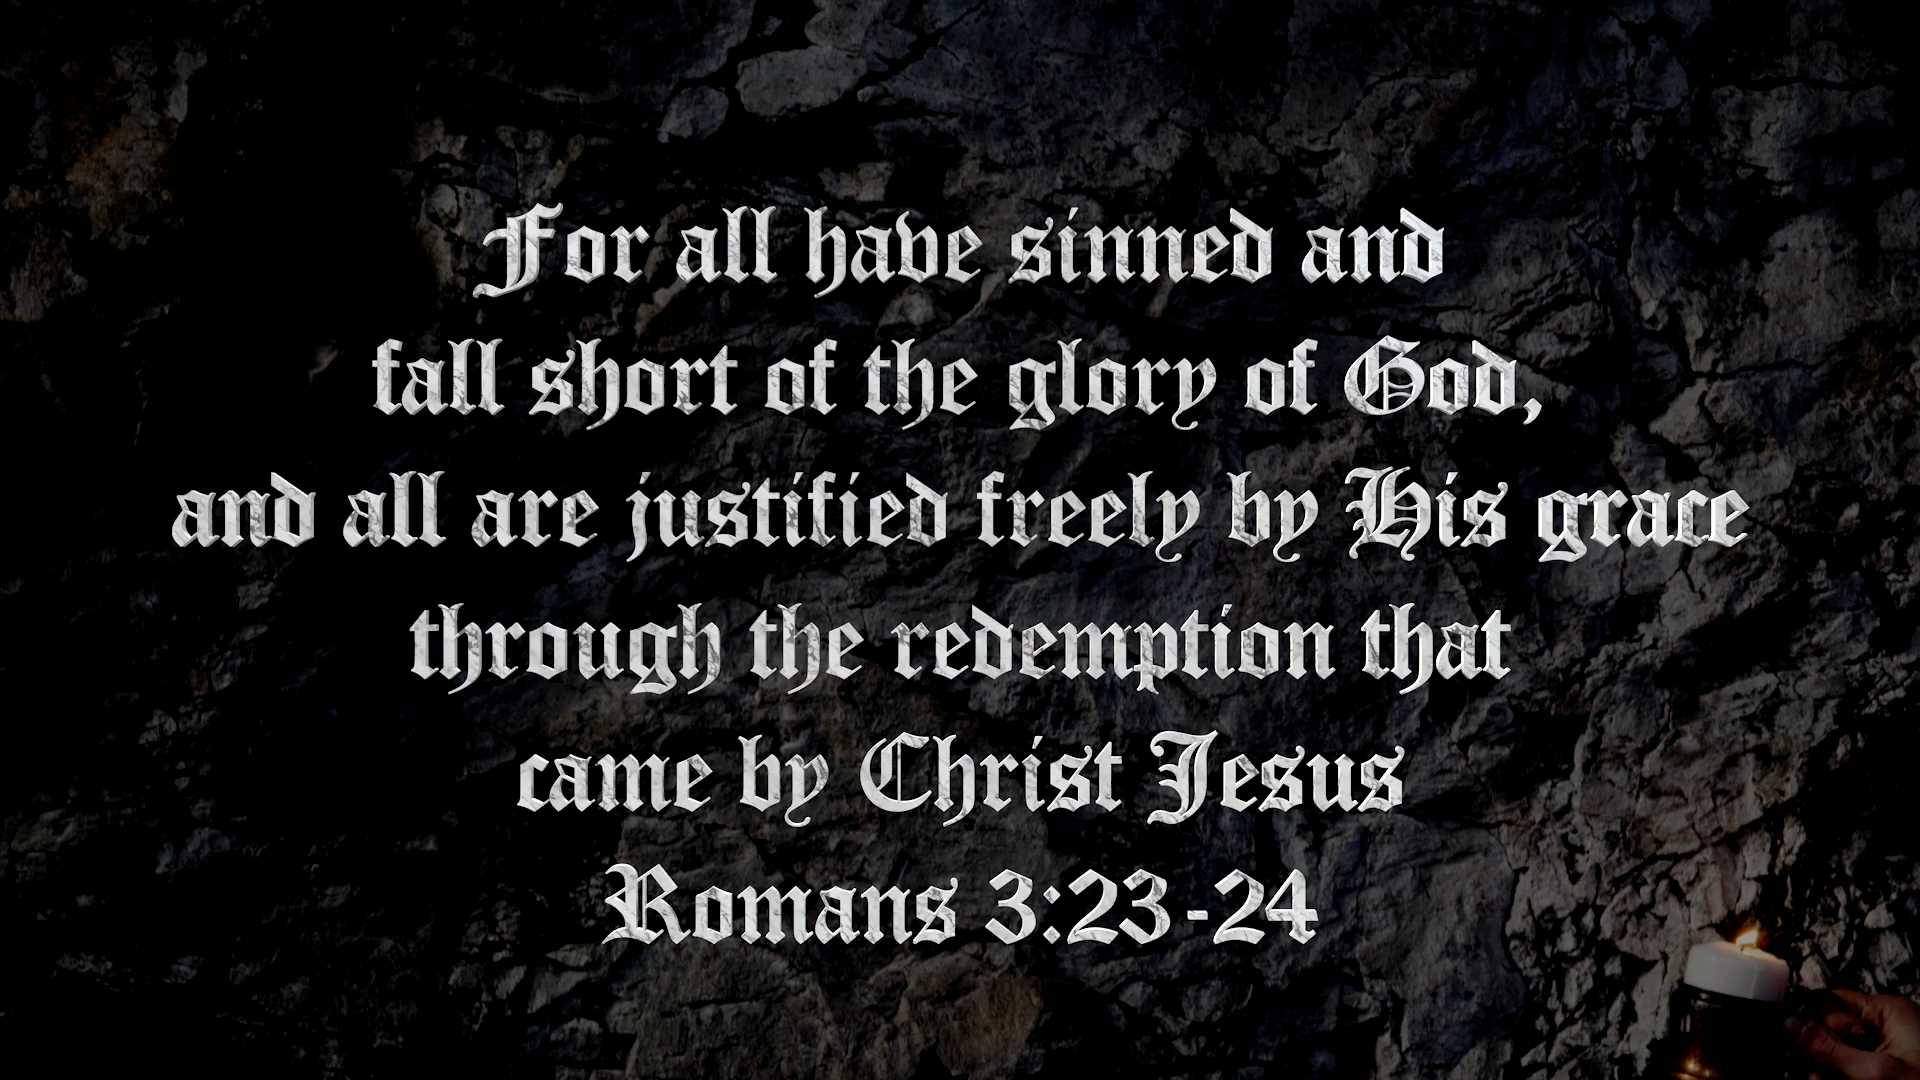 For all have sinned and
fall short of the glory of God,
and all are justified freely by His grace
through the redemption that
came by Christ Jesus
Romans 3:23-24